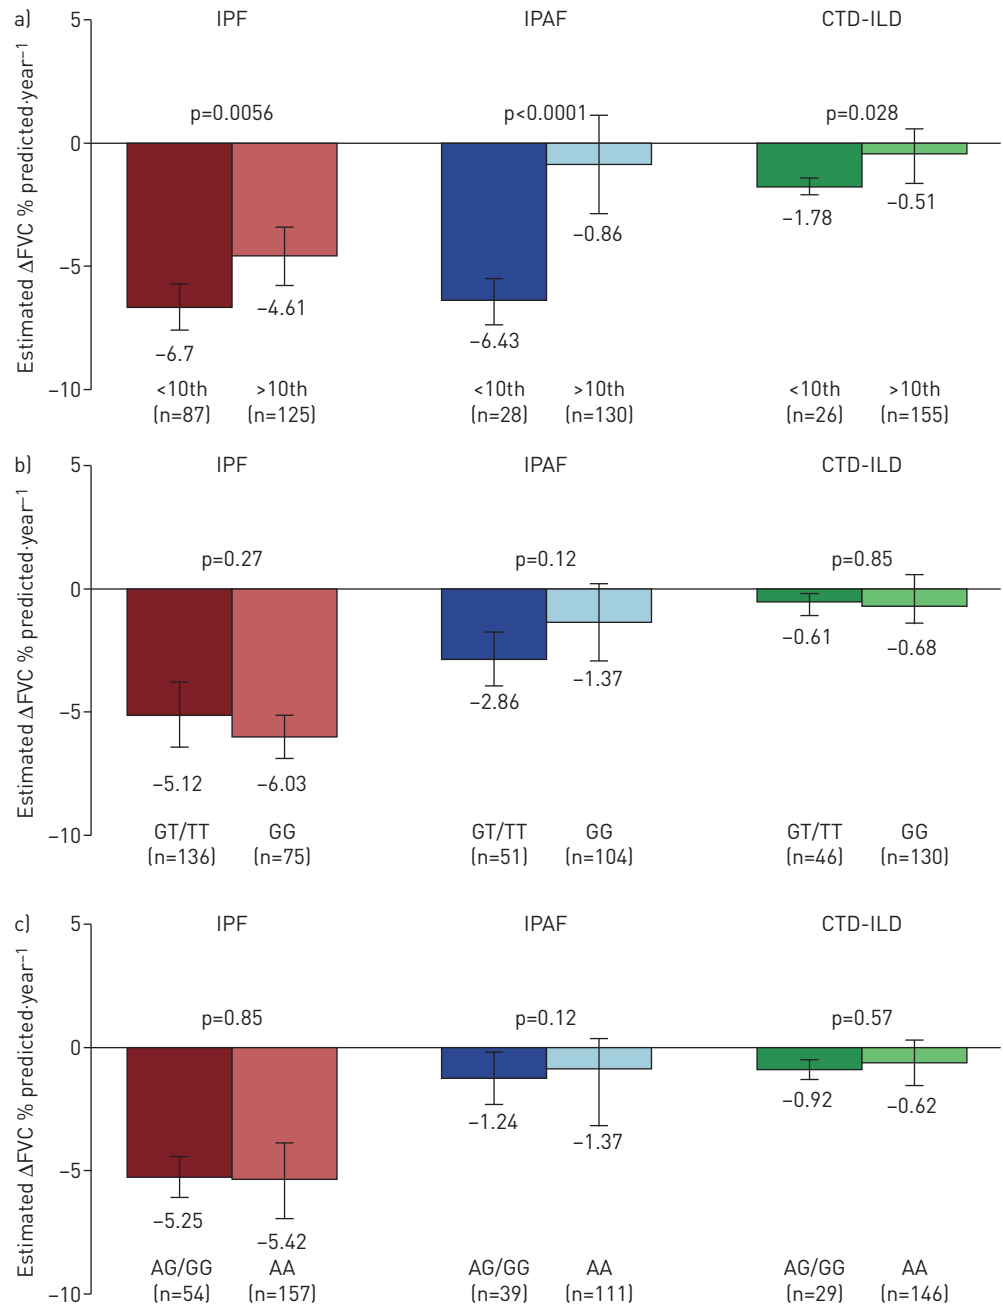 a)
IPF
IPAF
CTD-ILD
Estimated ΔFVC % predicted·year⁻¹
5
0
−5
−10
p=0.0056
p<0.0001
p=0.028
−6.7
−4.61
−6.43
−0.86
−1.78
−0.51
<10th
(n=87)
>10th
(n=125)
<10th
(n=28)
>10th
(n=130)
<10th
(n=26)
>10th
(n=155)
b)
IPF
IPAF
CTD-ILD
Estimated ΔFVC % predicted·year⁻¹
5
0
−5
−10
p=0.27
p=0.12
p=0.85
−5.12
−6.03
−2.86
−1.37
−0.61
−0.68
GT/TT
(n=136)
GG
(n=75)
GT/TT
(n=51)
GG
(n=104)
GT/TT
(n=46)
GG
(n=130)
c)
IPF
IPAF
CTD-ILD
Estimated ΔFVC % predicted·year⁻¹
5
0
−5
−10
p=0.85
p=0.12
p=0.57
−5.25
−5.42
−1.24
−1.37
−0.92
−0.62
AG/GG
(n=54)
AA
(n=157)
AG/GG
(n=39)
AA
(n=111)
AG/GG
(n=29)
AA
(n=146)